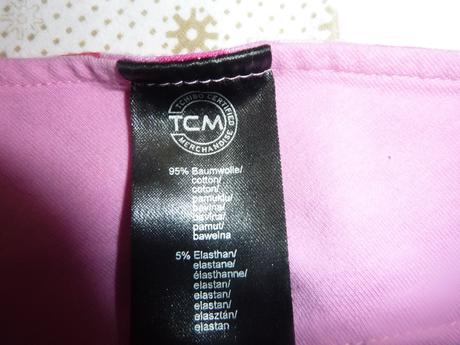 TCHIBO CERTIFIED
TCM
MERCHANDISE
95% Baumwolle/
cotton/
coton/
pamuklu/
bavlna/
bavlna/
pamut/
bawełna
5% Elasthan/
elastane/
élasthanne/
elastan/
elastan/
elastan/
elasztán/
elastan